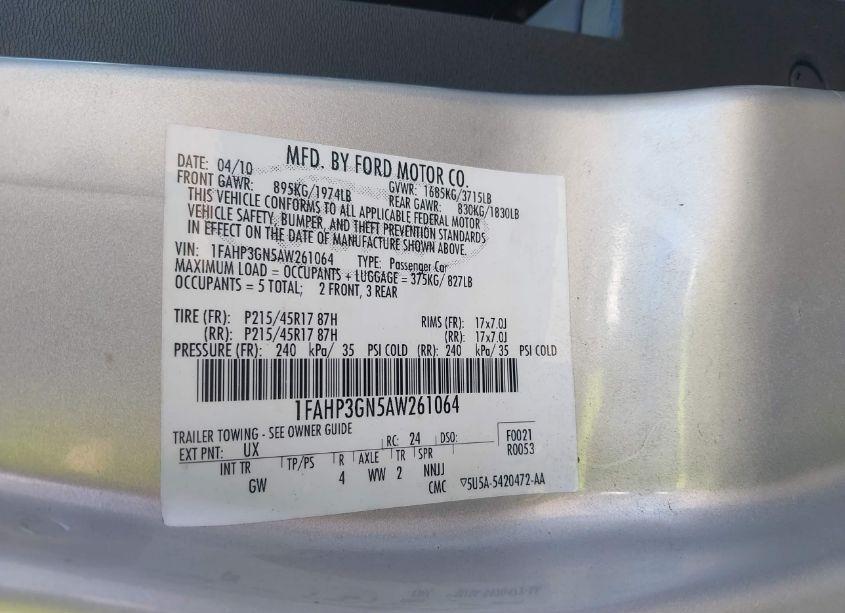 MFD. BY FORD MOTOR CO.
DATE: 04/10
GVWR: 1685KG/3715LB
FRONT GAWR: 895KG/1974LB
REAR GAWR: 830KG/1830LB
THIS VEHICLE CONFORMS TO ALL APPLICABLE FEDERAL MOTOR
VEHICLE SAFETY, BUMPER, AND THEFT PREVENTION STANDARDS
IN EFFECT ON THE DATE OF MANUFACTURE SHOWN ABOVE.
VIN: 1FAHP3GN5AW261064 TYPE: Passenger Car
MAXIMUM LOAD = OCCUPANTS + LUGGAGE = 375KG/ 827LB
OCCUPANTS = 5 TOTAL; 2 FRONT, 3 REAR
TIRE (FR): P215/45R17 87H RIMS (FR): 17x7.0J
(RR): P215/45R17 87H (RR): 17x7.0J
PRESSURE (FR): 240 kPa/ 35 PSI COLD (RR): 240 kPa/ 35 PSI COLD
1FAHP3GN5AW261064
TRAILER TOWING - SEE OWNER GUIDE
EXT PNT: UX RC: 24 DSO: F0021
R0053
INT TR TP/PS R AXLE TR SPR
GW 4 WW 2 NNJJ
CMC ▽5U5A-5420472-AA